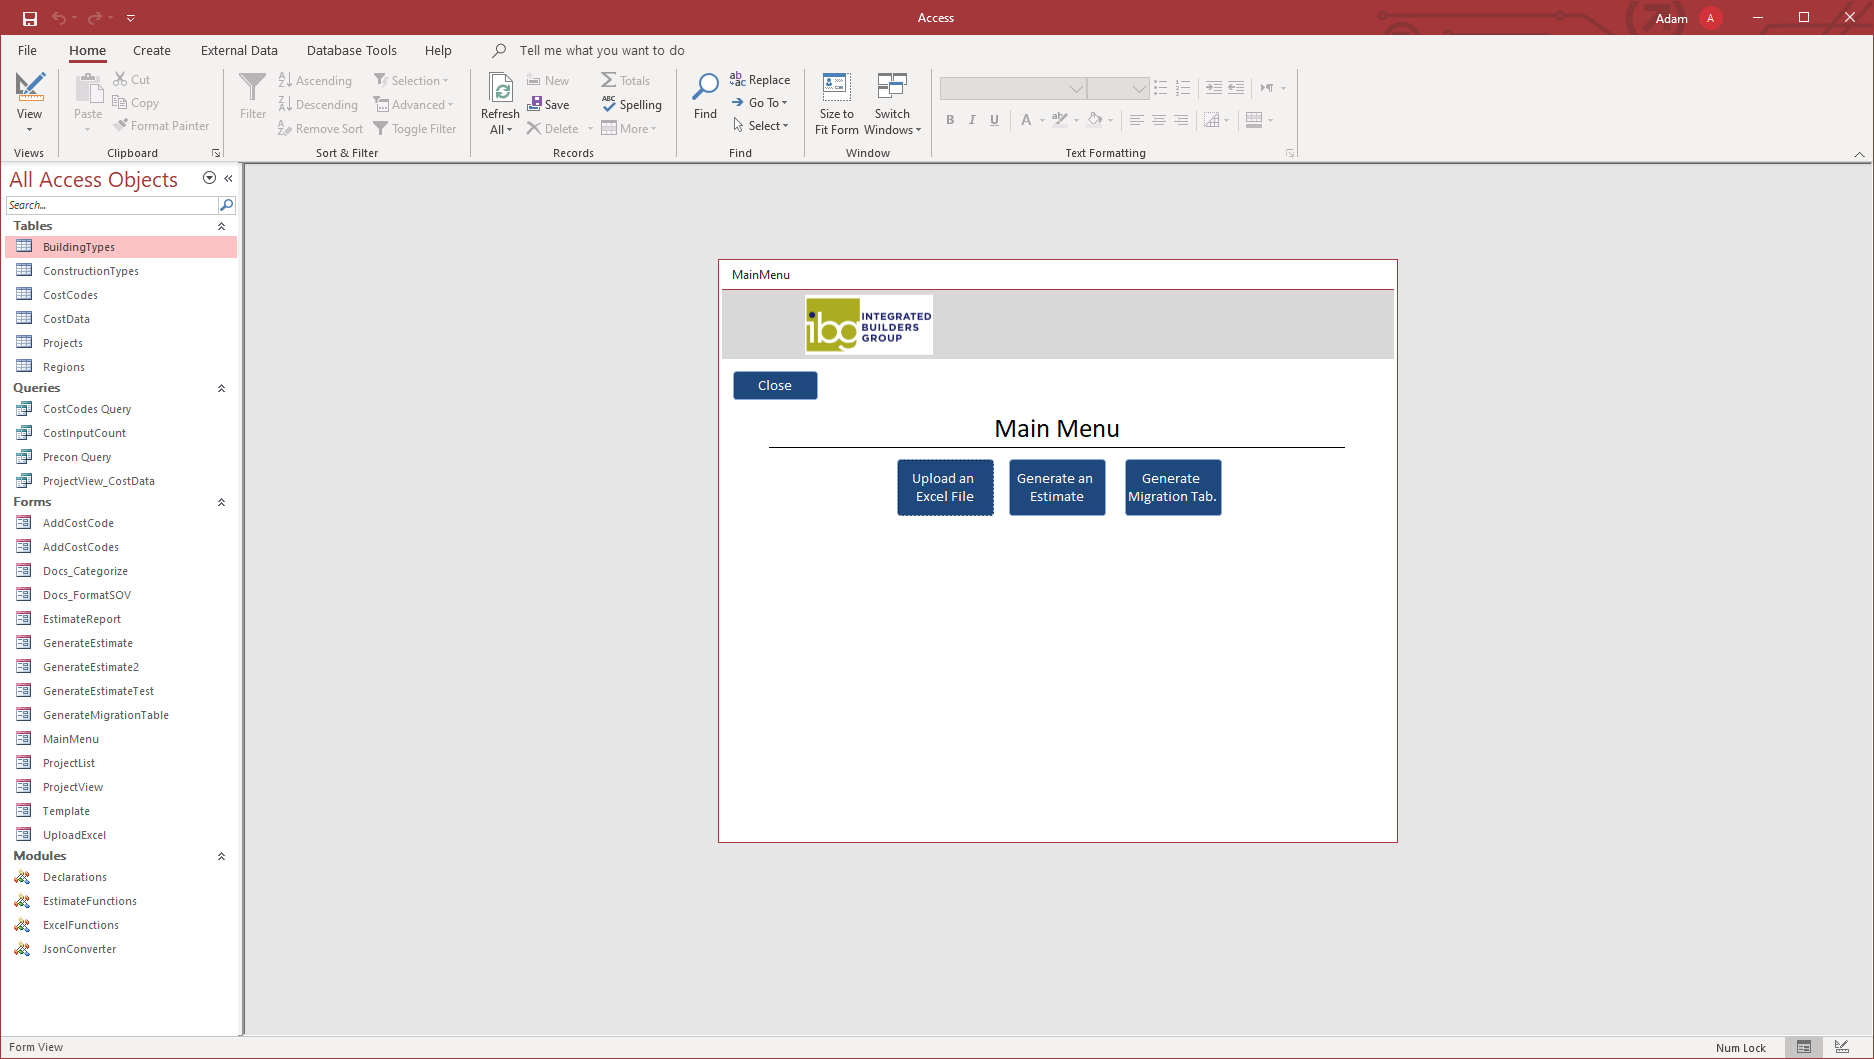 Access
Adam
A
File
Home
Create
External Data
Database Tools
Help
Tell me what you want to do
View
Views
Paste
Cut
Copy
Format Painter
Clipboard
Filter
Ascending
Descending
Remove Sort
Selection
Advanced
Toggle Filter
Sort & Filter
Refresh
All
New
Save
Delete
Totals
Spelling
More
Records
Find
Replace
Go To
Select
Find
Size to
Fit Form
Switch
Windows
Window
B I U A
Text Formatting
All Access Objects
Search...
Tables
BuildingTypes
ConstructionTypes
CostCodes
CostData
Projects
Regions
Queries
CostCodes Query
CostInputCount
Precon Query
ProjectView_CostData
Forms
AddCostCode
AddCostCodes
Docs_Categorize
Docs_FormatSOV
EstimateReport
GenerateEstimate
GenerateEstimate2
GenerateEstimateTest
GenerateMigrationTable
MainMenu
ProjectList
ProjectView
Template
UploadExcel
Modules
Declarations
EstimateFunctions
ExcelFunctions
JsonConverter
MainMenu
ibg
INTEGRATED
BUILDERS
GROUP
Close
Main Menu
Upload an
Excel File
Generate an
Estimate
Generate
Migration Tab.
Form View
Num Lock